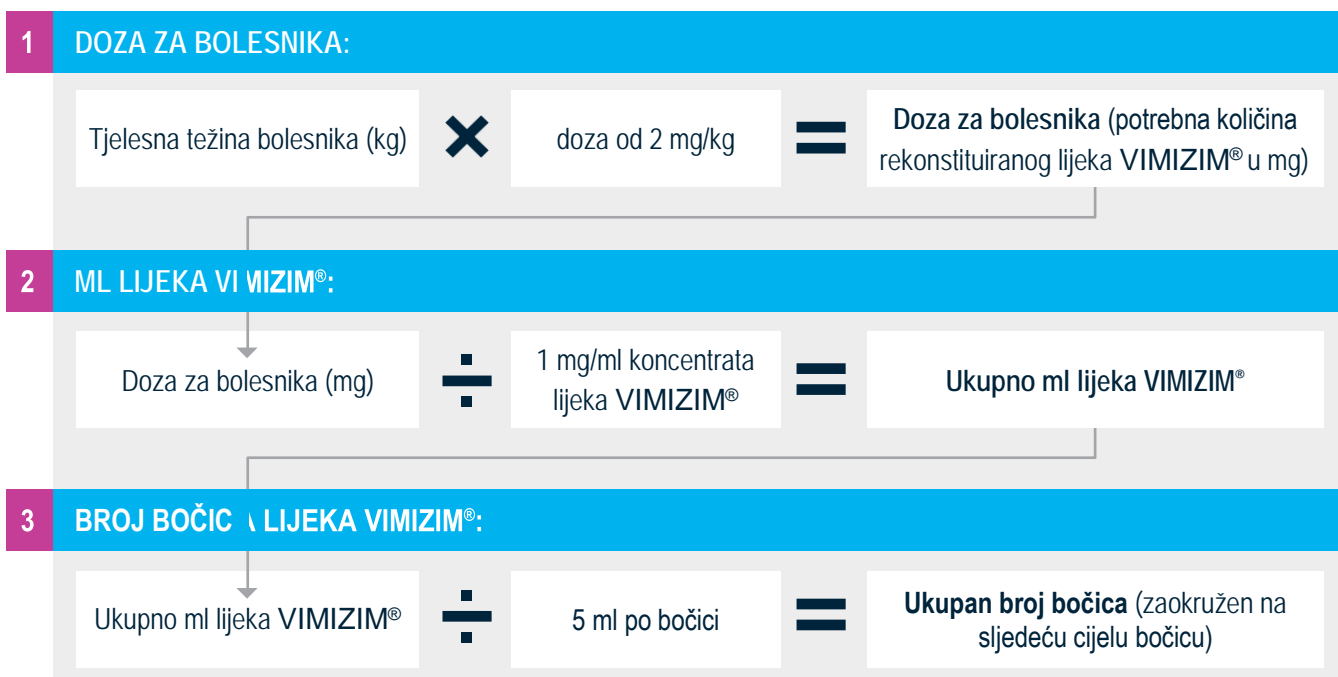 1 DOZA ZA BOLESNIKA:
Tjelesna težina bolesnika (kg) × doza od 2 mg/kg = Doza za bolesnika (potrebna količina
rekonstituiranog lijeka VIMIZIM® u mg)
2 ML LIJEKA VIMIZIM®:
Doza za bolesnika (mg) ÷ 1 mg/ml koncentrata
lijeka VIMIZIM® = Ukupno ml lijeka VIMIZIM®
3 BROJ BOČICA LIJEKA VIMIZIM®:
Ukupno ml lijeka VIMIZIM® ÷ 5 ml po bočici = Ukupan broj bočica (zaokružen na
sljedeću cijelu bočicu)